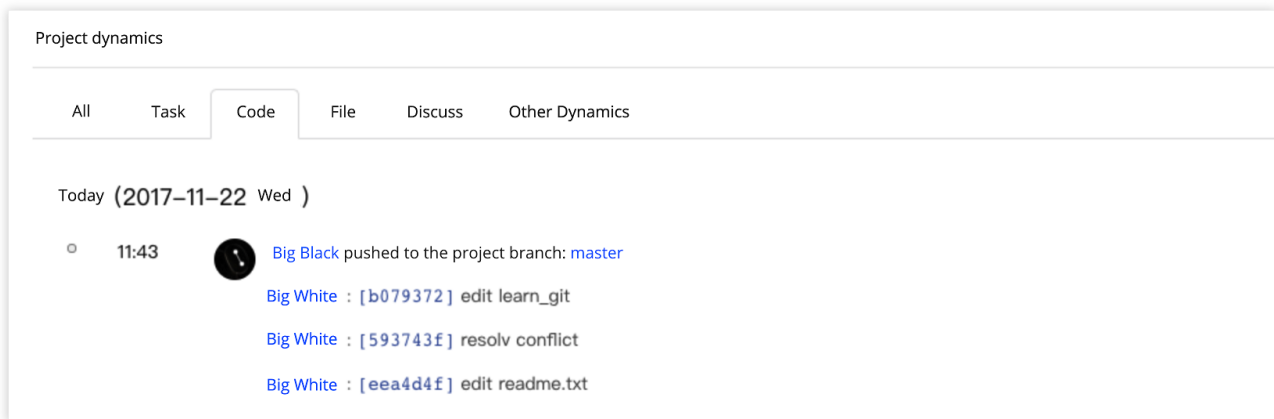 Project dynamics
All Task Code File Discuss Other Dynamics
Today (2017-11-22 Wed )
11:43 Big Black pushed to the project branch: master
Big White : [b079372] edit learn_git
Big White : [593743f] resolv conflict
Big White : [eea4d4f] edit readme.txt